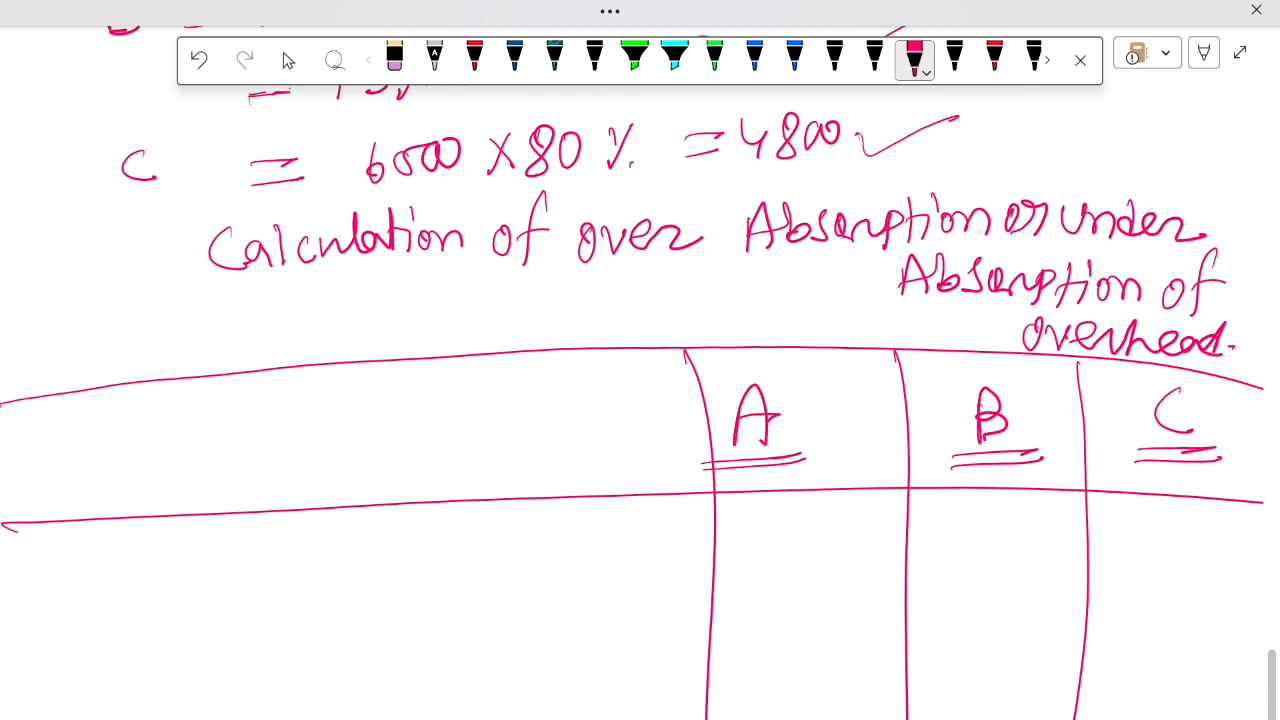 C = 6000 × 80 % = 4800 ✓
Calculation of over Absorption or under
Absorption of
overhead.
A B C